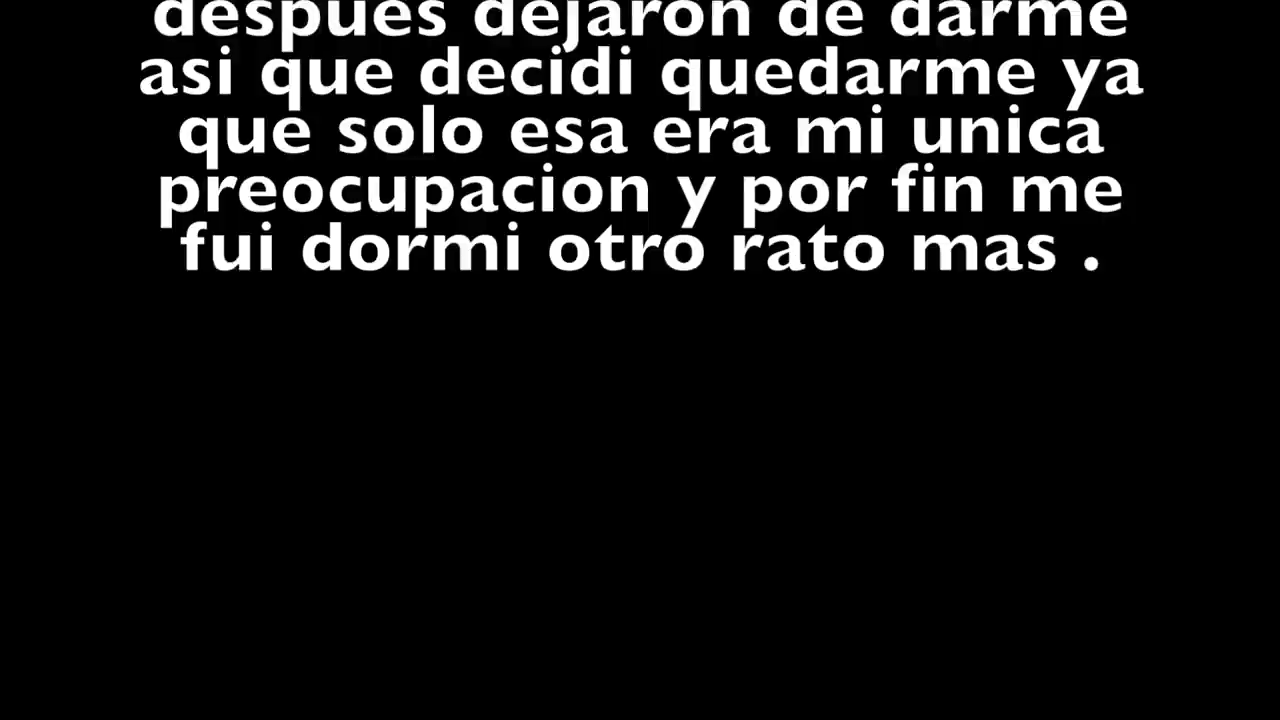 despues dejaron de darme
asi que decidi quedarme ya
que solo esa era mi unica
preocupacion y por fin me
fui dormi otro rato mas .